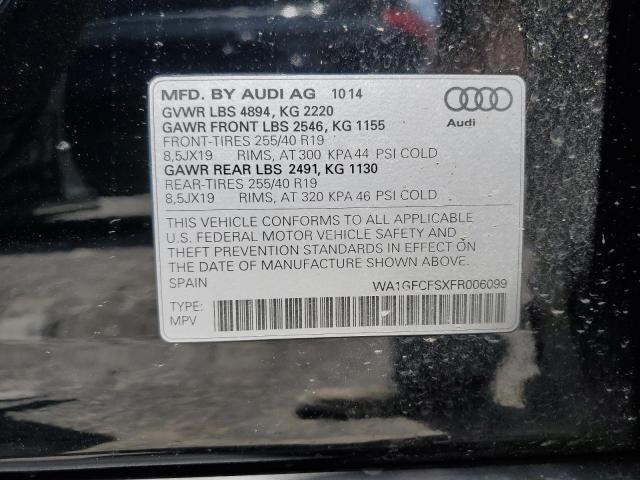 MFD. BY AUDI AG 10 14
GVWR LBS 4894, KG 2220
GAWR FRONT LBS 2546, KG 1155
FRONT-TIRES 255/40 R19
8,5JX19 RIMS, AT 300 KPA 44 PSI COLD
GAWR REAR LBS 2491, KG 1130
REAR-TIRES 255/40 R19
8,5JX19 RIMS, AT 320 KPA 46 PSI COLD
Audi
THIS VEHICLE CONFORMS TO ALL APPLICABLE
U.S. FEDERAL MOTOR VEHICLE SAFETY AND
THEFT PREVENTION STANDARDS IN EFFECT ON
THE DATE OF MANUFACTURE SHOWN ABOVE.
SPAIN WA1GFCFSXFR006099
TYPE:
MPV